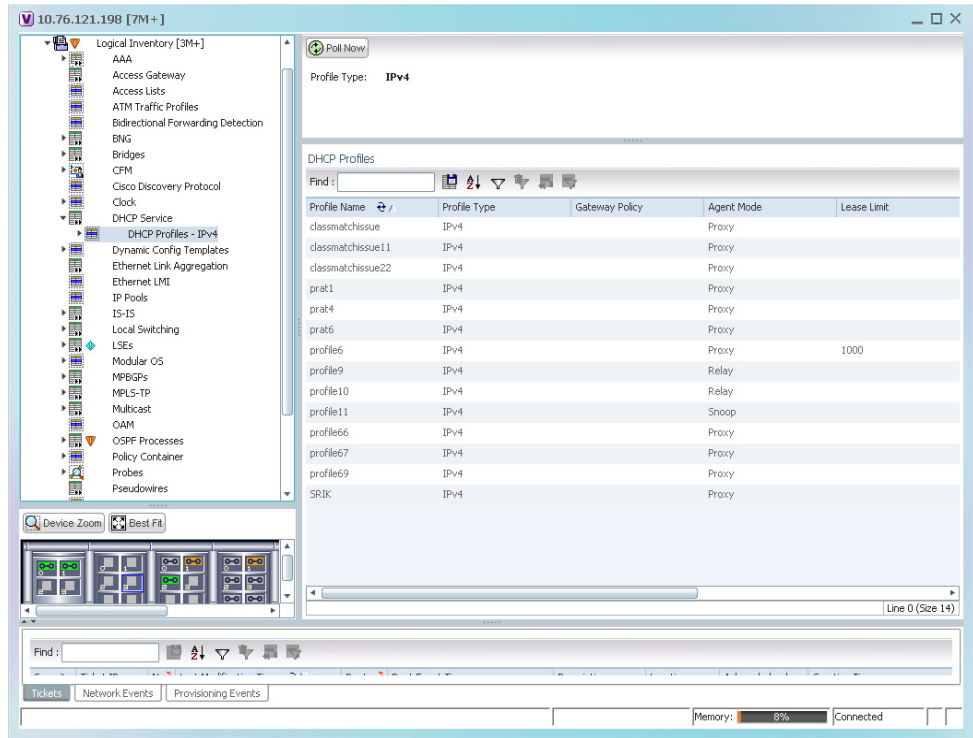 10.76.121.198 [7M+]
Logical Inventory [3M+]
AAA
Access Gateway
Access Lists
ATM Traffic Profiles
Bidirectional Forwarding Detection
BNG
Bridges
CFM
Cisco Discovery Protocol
Clock
DHCP Service
DHCP Profiles - IPv4
Dynamic Config Templates
Ethernet Link Aggregation
Ethernet LMI
IP Pools
IS-IS
Local Switching
LSEs
Modular OS
MPBGPs
MPLS-TP
Multicast
OAM
OSPF Processes
Policy Container
Probes
Pseudowires
Device Zoom Best Fit
Poll Now
Profile Type: IPv4
DHCP Profiles
Find :
Profile Name Profile Type Gateway Policy Agent Mode Lease Limit
classmatchissue IPv4 Proxy
classmatchissue11 IPv4 Proxy
classmatchissue22 IPv4 Proxy
prat1 IPv4 Proxy
prat4 IPv4 Proxy
prat6 IPv4 Proxy
profile6 IPv4 Proxy 1000
profile9 IPv4 Relay
profile10 IPv4 Relay
profile11 IPv4 Snoop
profile66 IPv4 Proxy
profile67 IPv4 Proxy
profile69 IPv4 Proxy
SRIK IPv4 Proxy
Line 0 (Size 14)
Find :
Tickets Network Events Provisioning Events
Memory: 8% Connected